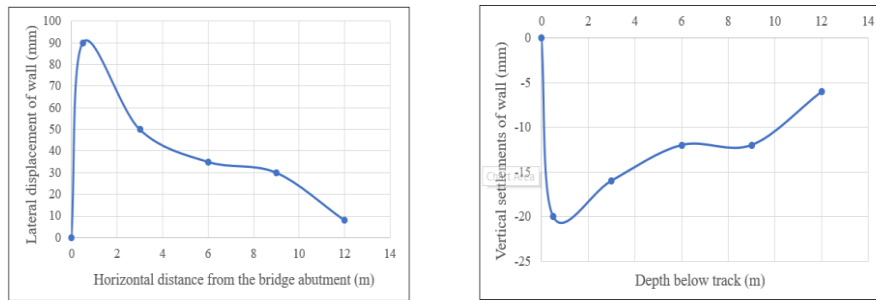 Lateral displacement of wall (mm)
100
90
80
70
60
50
40
30
20
10
0
0 2 4 6 8 10 12 14
Horizontal distance from the bridge abutment (m)
Vertical settlements of wall (mm)
0 2 4 6 8 10 12 14
0
-5
-10
-15
-20
-25
Chart Area
Depth below track (m)